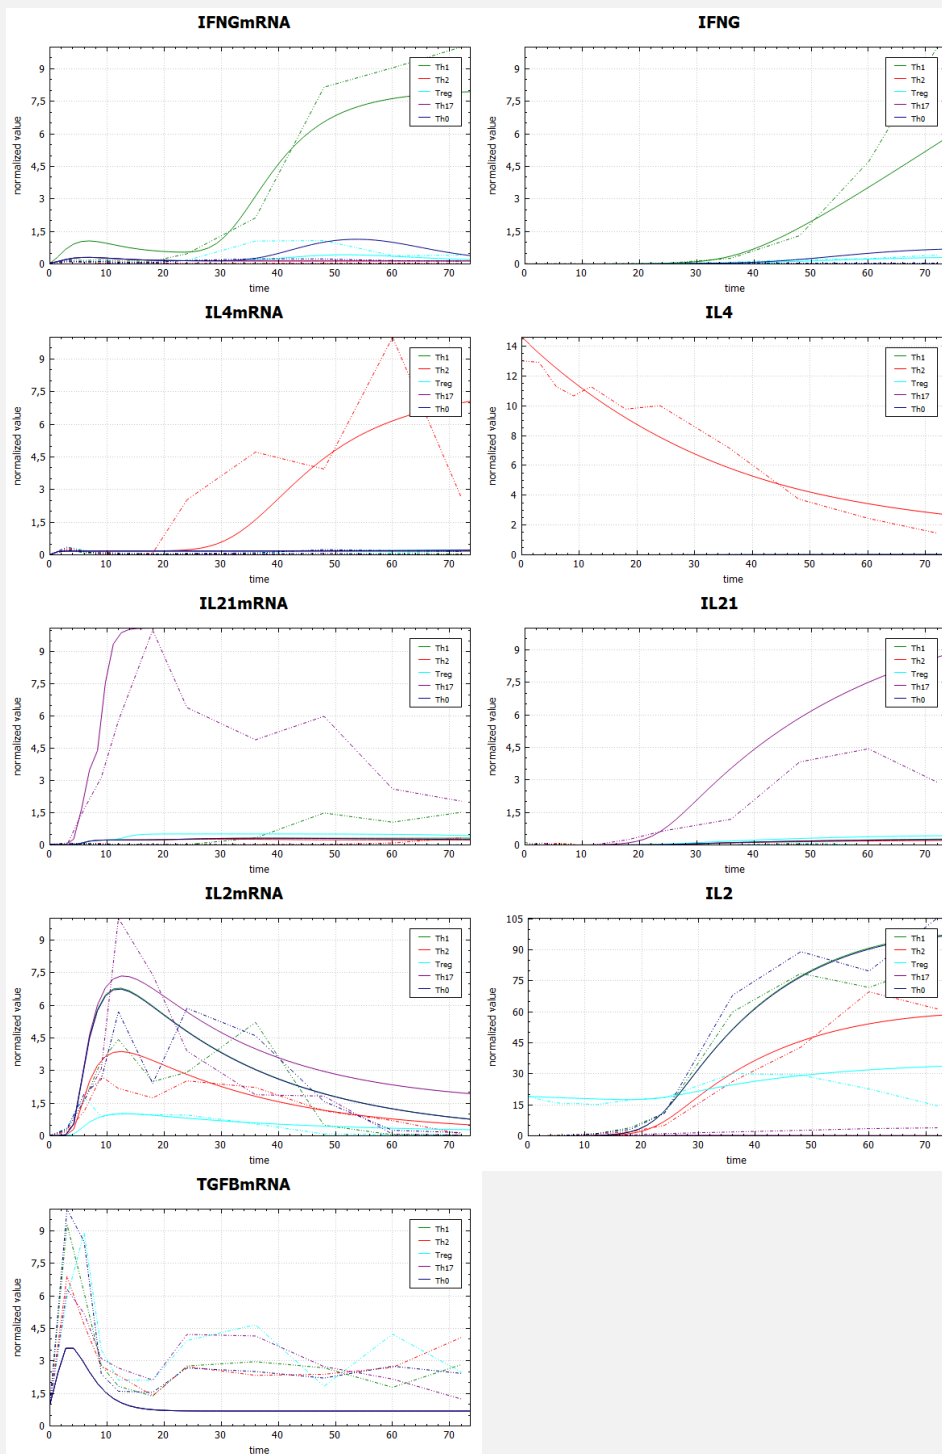 IFNGmRNA
normalized value
9
7,5
6
4,5
3
1,5
0
0 10 20 30 40 50 60 70
time
Th1
Th2
Treg
Th17
Th0
IFNG
normalized value
9
7,5
6
4,5
3
1,5
0
0 10 20 30 40 50 60 70
time
Th1
Th2
Treg
Th17
Th0
IL4mRNA
normalized value
9
7,5
6
4,5
3
1,5
0
0 10 20 30 40 50 60 70
time
Th1
Th2
Treg
Th17
Th0
IL4
normalized value
14
12
10
8
6
4
2
0
0 10 20 30 40 50 60 70
time
Th1
Th2
Treg
Th17
Th0
IL21mRNA
normalized value
9
7,5
6
4,5
3
1,5
0
0 10 20 30 40 50 60 70
time
Th1
Th2
Treg
Th17
Th0
IL21
normalized value
9
7,5
6
4,5
3
1,5
0
0 10 20 30 40 50 60 70
time
Th1
Th2
Treg
Th17
Th0
IL2mRNA
normalized value
9
7,5
6
4,5
3
1,5
0
0 10 20 30 40 50 60 70
time
Th1
Th2
Treg
Th17
Th0
IL2
normalized value
105
90
75
60
45
30
15
0
0 10 20 30 40 50 60 70
time
Th1
Th2
Treg
Th17
Th0
TGFBmRNA
normalized value
9
7,5
6
4,5
3
1,5
0
0 10 20 30 40 50 60 70
time
Th1
Th2
Treg
Th17
Th0